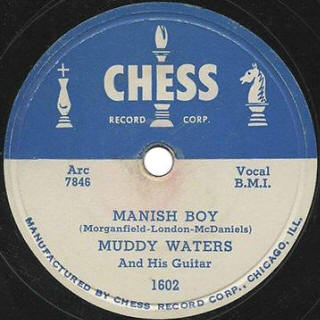 CHESS
RECORD CORP.
Arc
7846
Vocal
B.M.I.
MANISH BOY
(Morganfield-London-McDaniels)
MUDDY WATERS
And His Guitar
1602
MANUFACTURED BY CHESS RECORD CORP., CHICAGO, ILL.